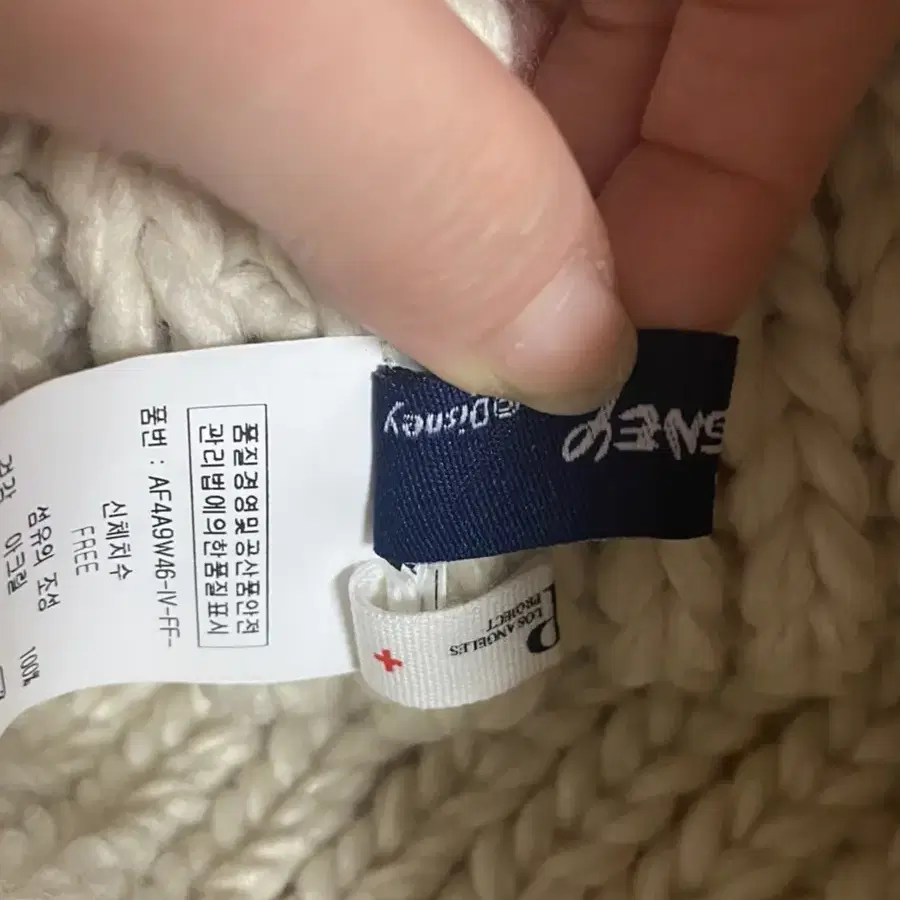 품질경영및공산품안전
관리법에의한품질표시
품번 : AF4A9W46-IV-FF-
신체치수
FREE
섬유의 조성
아크릴 100%
겉감
©Disney
LOS ANGELES
PROJECT